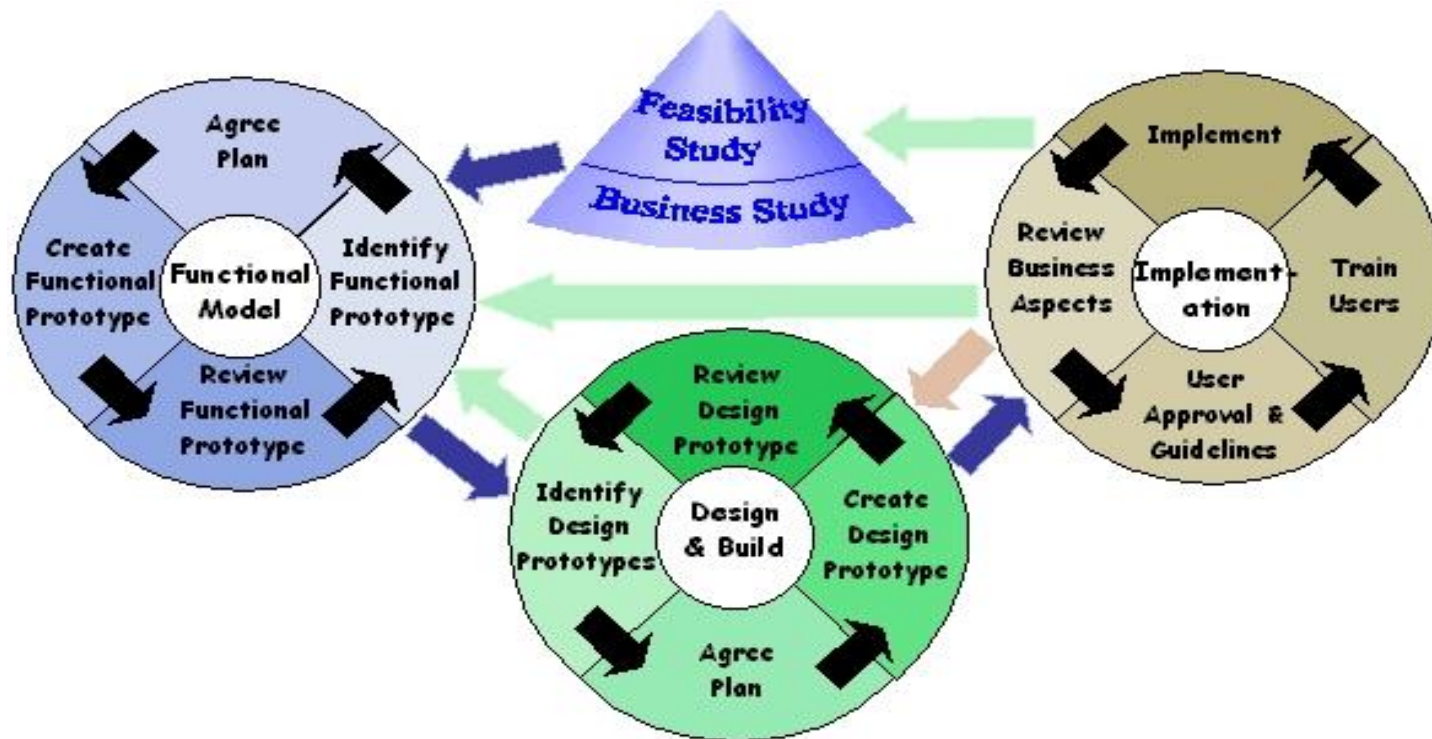 Feasibility
Study
Business Study
Agree
Plan
Create
Functional
Prototype
Functional
Model
Identify
Functional
Prototype
Review
Functional
Prototype
Review
Design
Prototype
Identify
Design
Prototypes
Design
& Build
Create
Design
Prototype
Agree
Plan
Implement
Review
Business
Aspects
Implement-
ation
Train
Users
User
Approval &
Guidelines